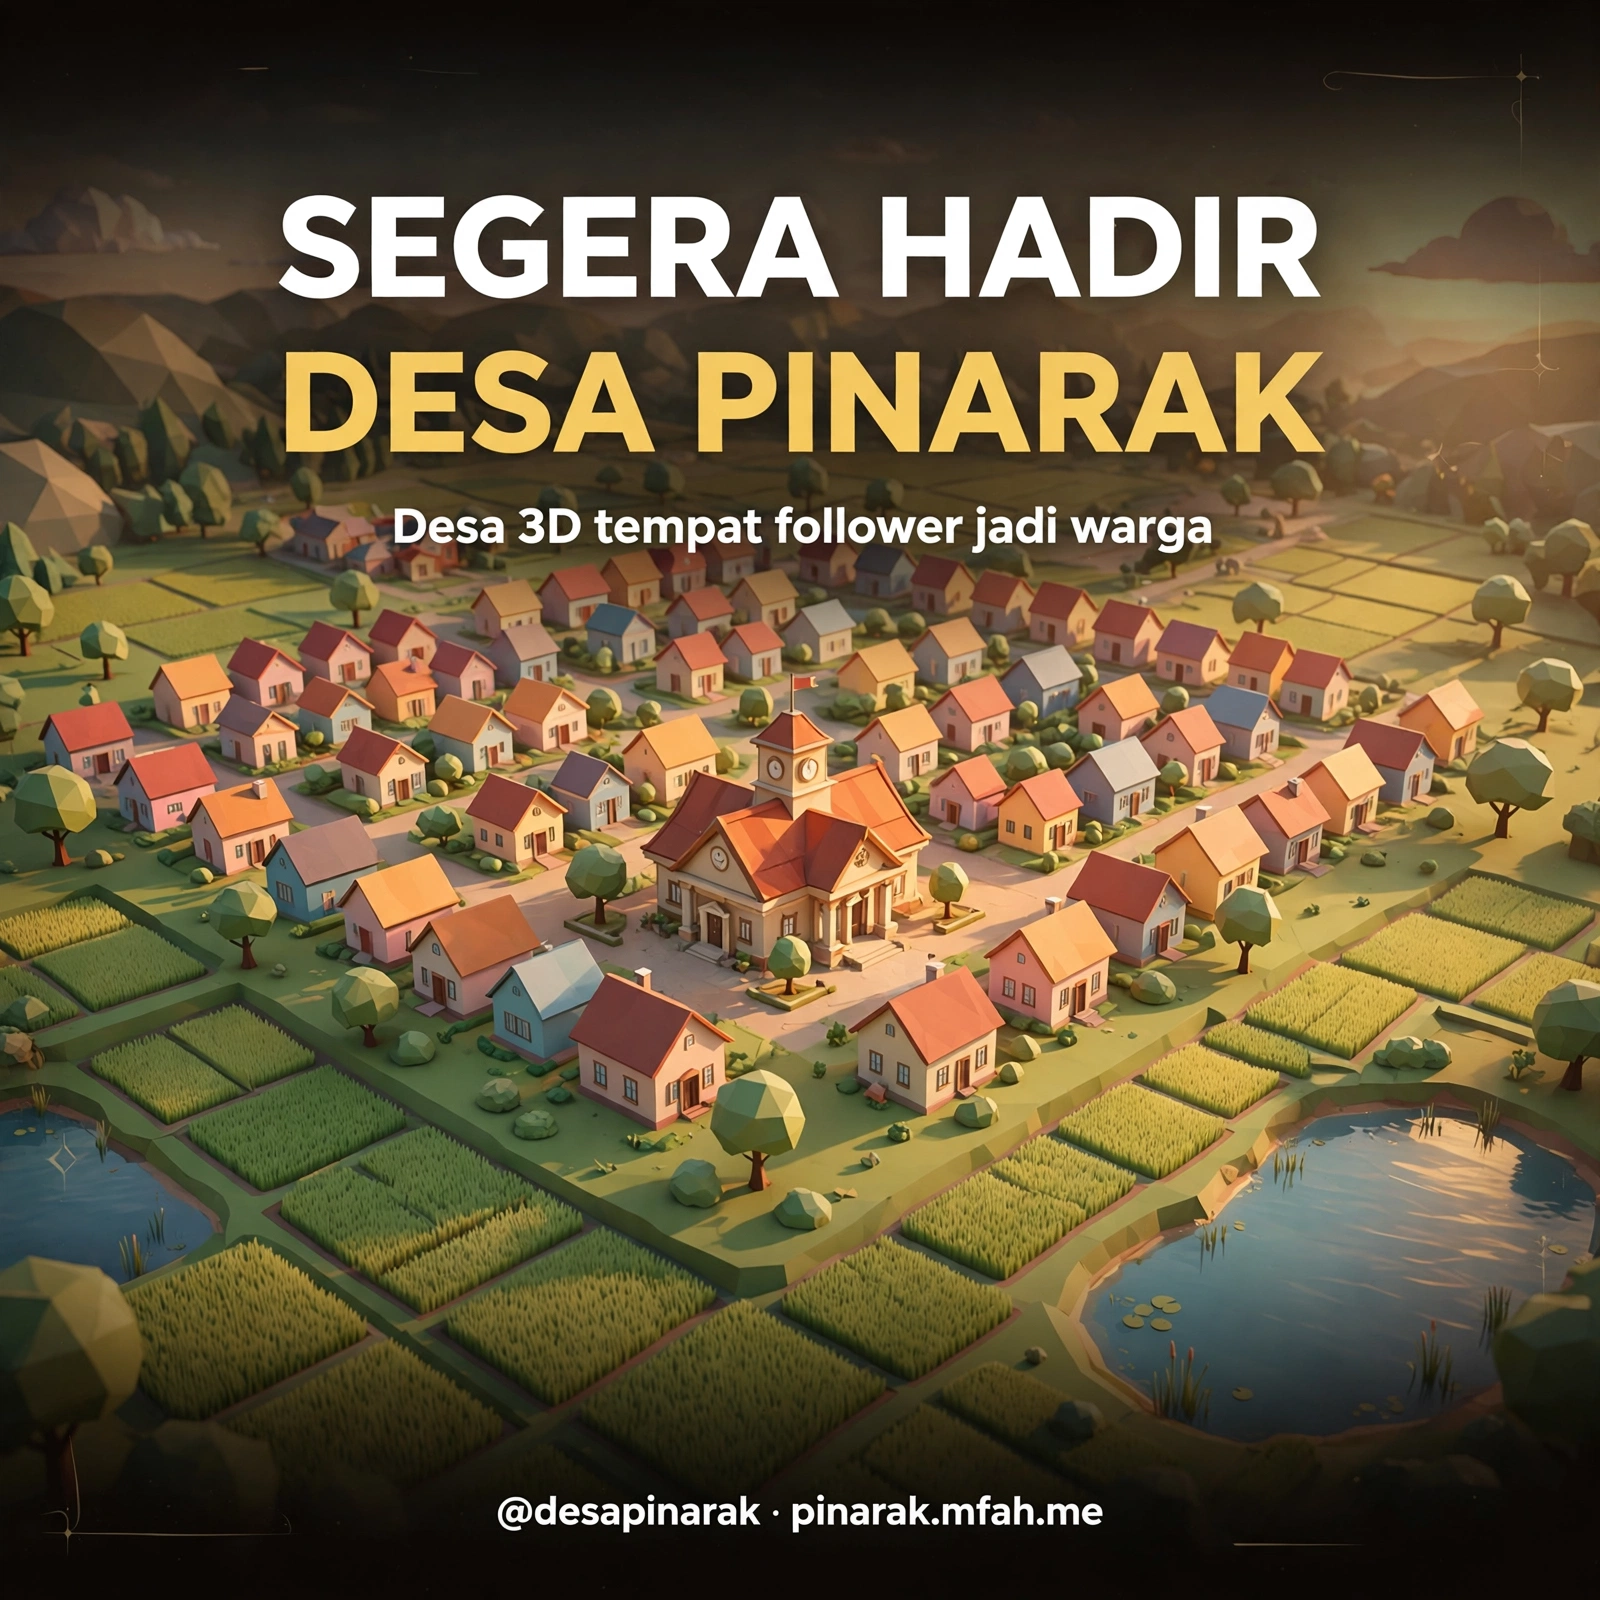 SEGERA HADIR
DESA PINARAK
Desa 3D tempat follower jadi warga
@desapinarak · pinarak.mfah.me